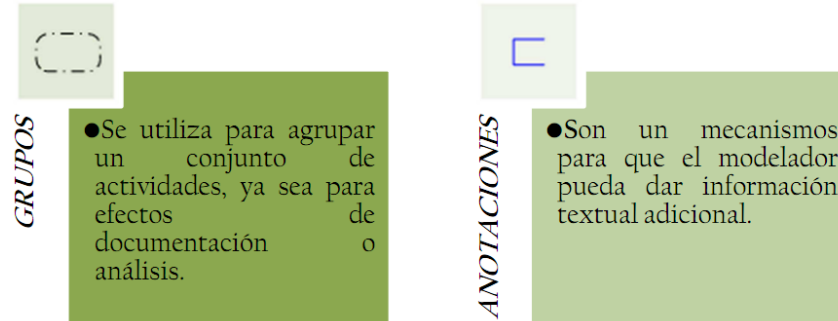 GRUPOS
●Se utiliza para agrupar
un conjunto de
actividades, ya sea para
efectos de
documentación o
análisis.
ANOTACIONES
●Son un mecanismos
para que el modelador
pueda dar información
textual adicional.